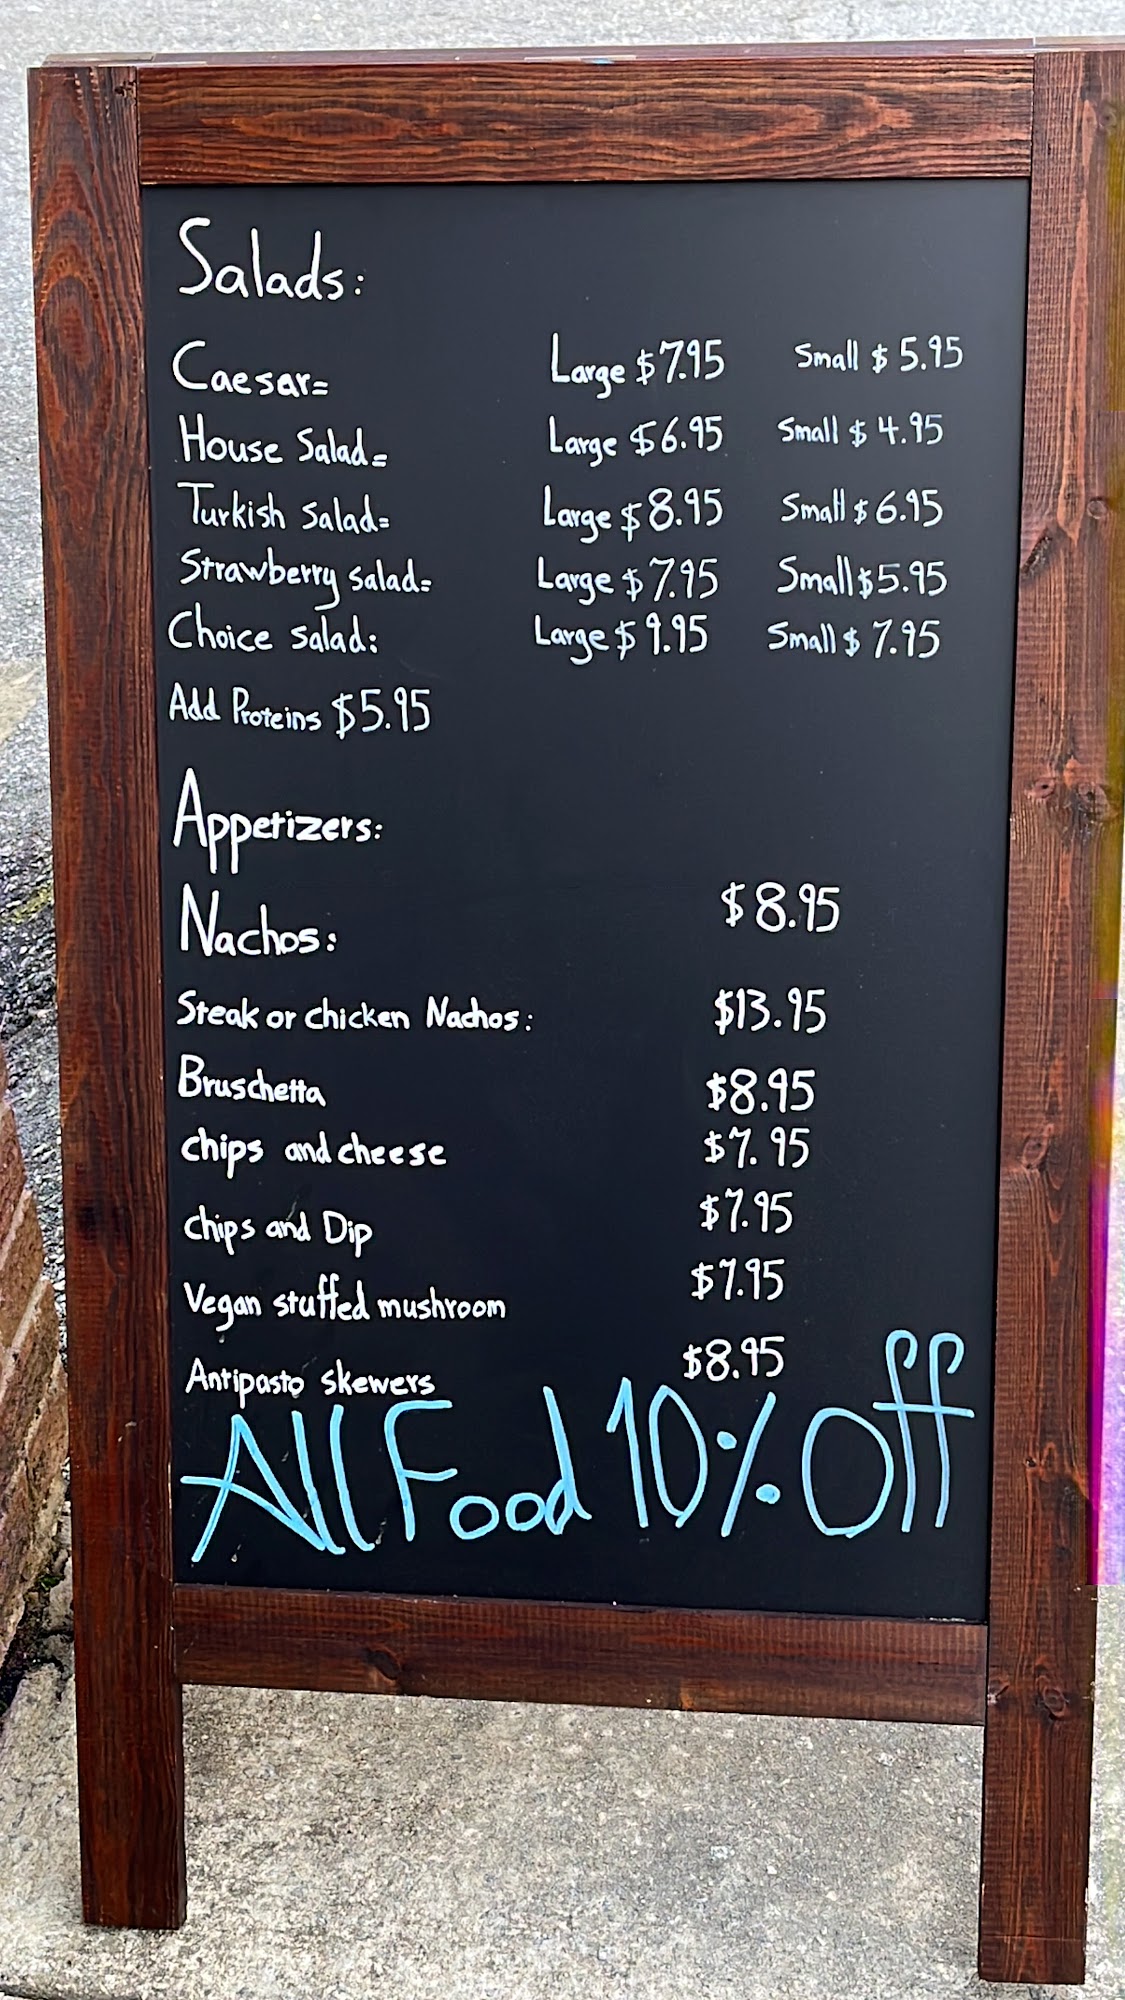 Salads:
Caesar= Large $7.95 Small $5.95
House Salad= Large $6.95 Small $4.95
Turkish Salad= Large $8.95 Small $6.95
Strawberry salad= Large $7.95 Small $5.95
Choice salad: Large $9.95 Small $7.95
Add Proteins $5.95
Appetizers:
Nachos: $8.95
Steak or chicken Nachos: $13.95
Bruschetta $8.95
chips and cheese $7.95
chips and Dip $7.95
Vegan stuffed mushroom $7.95
Antipasto skewers $8.95
All Food 10% Off